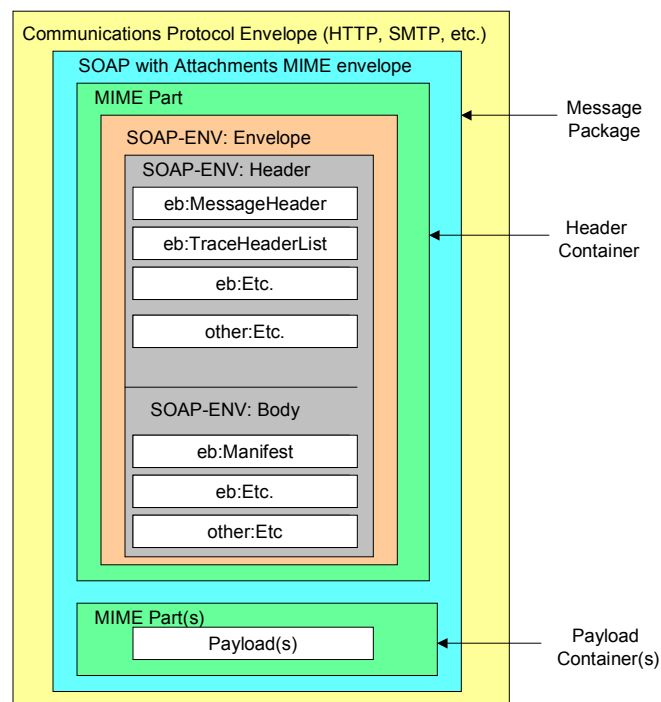 Communications Protocol Envelope (HTTP, SMTP, etc.)
SOAP with Attachments MIME envelope
MIME Part
SOAP-ENV: Envelope
SOAP-ENV: Header
eb:MessageHeader
eb:TraceHeaderList
eb:Etc.
other:Etc.
SOAP-ENV: Body
eb:Manifest
eb:Etc.
other:Etc
MIME Part(s)
Payload(s)
Message
Package
Header
Container
Payload
Container(s)